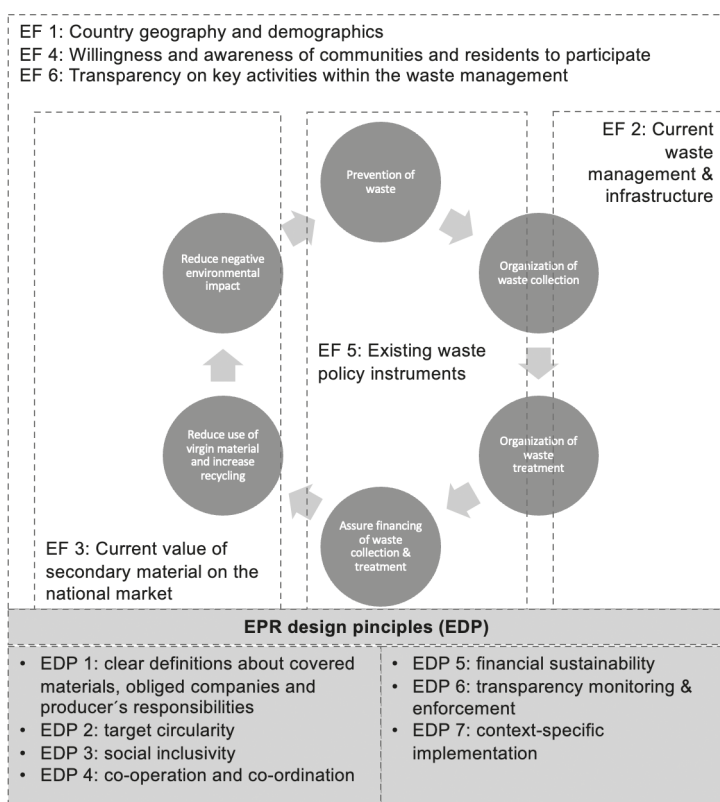 EF 1: Country geography and demographics
EF 4: Willingness and awareness of communities and residents to participate
EF 6: Transparency on key activities within the waste management
EF 2: Current
waste
management &
infrastructure
Prevention of
waste
Organization of
waste collection
Organization of
waste
treatment
Assure financing
of waste
collection &
treatment
Reduce use of
virgin material
and increase
recycling
Reduce negative
environmental
impact
EF 5: Existing waste
policy instruments
EF 3: Current value of
secondary material on the
national market
EPR design pinciples (EDP)
• EDP 1: clear definitions about covered
materials, obliged companies and
producer´s responsibilities
• EDP 2: target circularity
• EDP 3: social inclusivity
• EDP 4: co-operation and co-ordination
• EDP 5: financial sustainability
• EDP 6: transparency monitoring &
enforcement
• EDP 7: context-specific
implementation